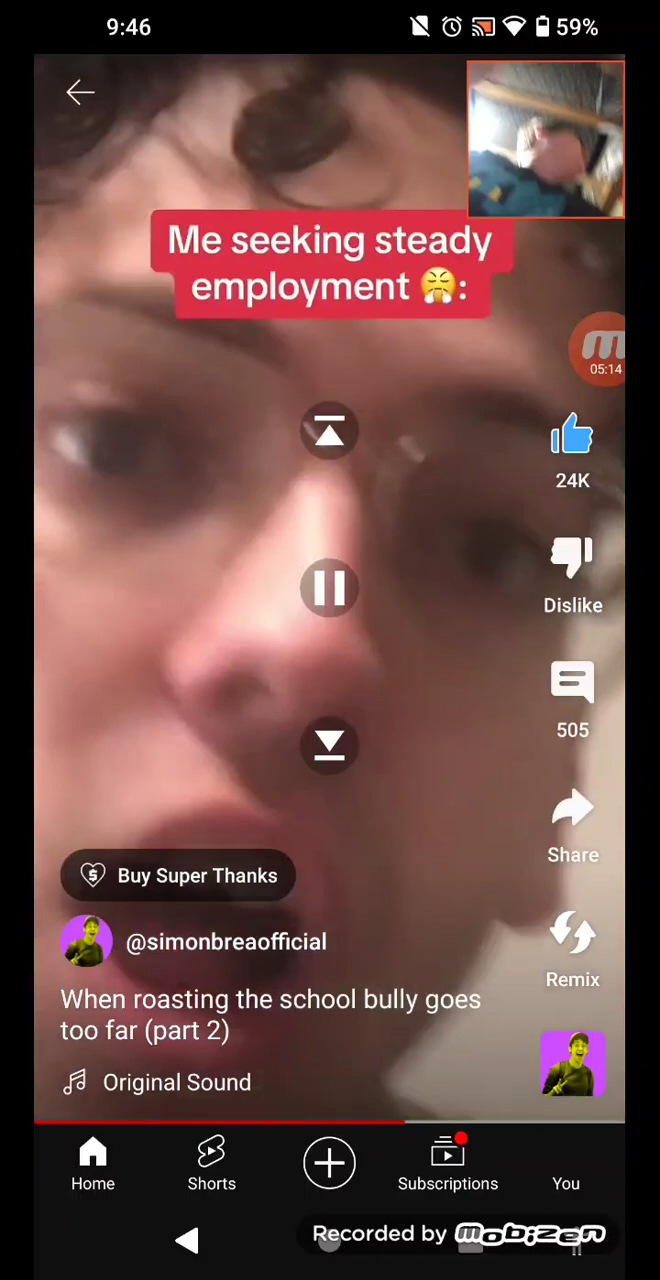 9:46
59%
Me seeking steady
employment 😤:
m
05:14
24K
Dislike
505
Share
Remix
Buy Super Thanks
@simonbreaofficial
When roasting the school bully goes
too far (part 2)
Original Sound
Home
Shorts
Subscriptions
You
Recorded by mobizen